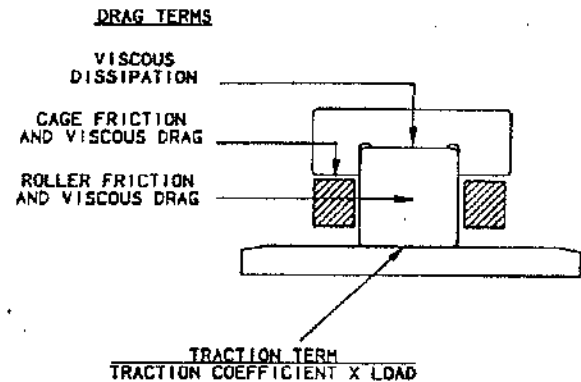 DRAG TERMS
VISCOUS
DISSIPATION
CAGE FRICTION
AND VISCOUS DRAG
ROLLER FRICTION
AND VISCOUS DRAG
TRACTION TERM
TRACTION COEFFICIENT X LOAD